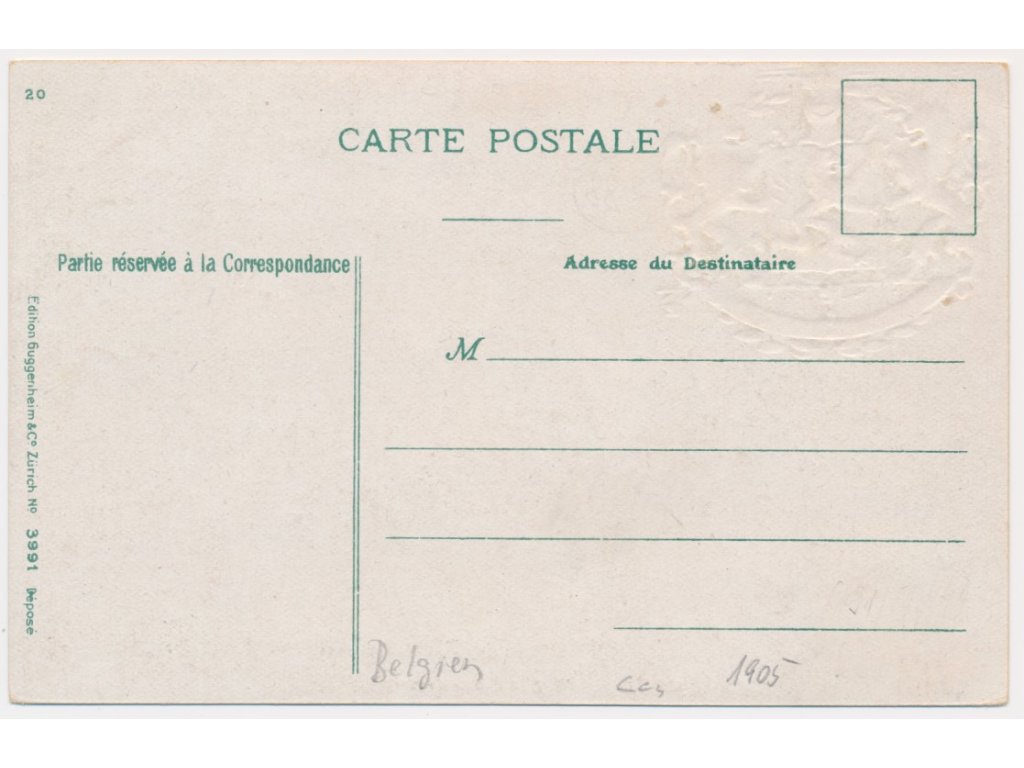 20
CARTE POSTALE
Partie réservée à la Correspondance
Adresse du Destinataire
M
Edition Guggenheim & Cº Zürich Nº 3991 Déposé
Belgien
1905